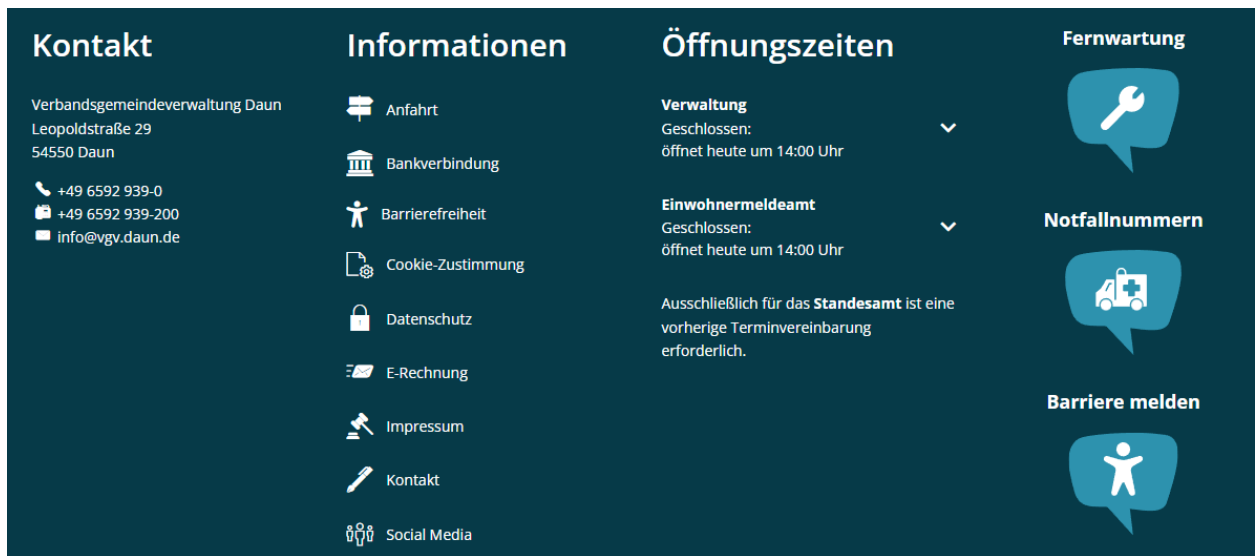 Kontakt
Verbandsgemeindeverwaltung Daun
Leopoldstraße 29
54550 Daun
+49 6592 939-0
+49 6592 939-200
info@vgv.daun.de
Informationen
Anfahrt
Bankverbindung
Barrierefreiheit
Cookie-Zustimmung
Datenschutz
E-Rechnung
Impressum
Kontakt
Social Media
Öffnungszeiten
Verwaltung
Geschlossen:
öffnet heute um 14:00 Uhr
Einwohnermeldeamt
Geschlossen:
öffnet heute um 14:00 Uhr
Ausschließlich für das Standesamt ist eine
vorherige Terminvereinbarung
erforderlich.
Fernwartung
Notfallnummern
Barriere melden